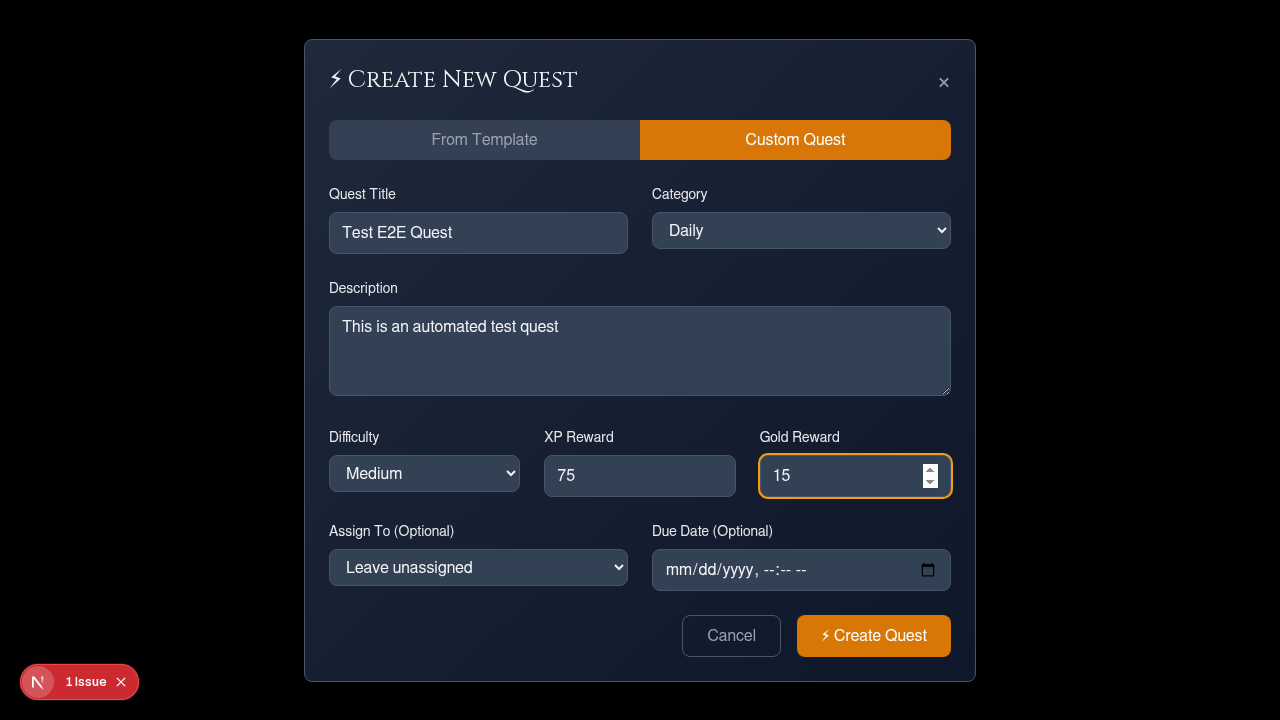 ⚡ Create New Quest
×
From Template
Custom Quest
Quest Title
Category
Test E2E Quest
Daily
Description
This is an automated test quest
Difficulty
XP Reward
Gold Reward
Medium
75
15
Assign To (Optional)
Due Date (Optional)
Leave unassigned
mm/dd/yyyy, --:-- --
Cancel
⚡ Create Quest
N
1 Issue